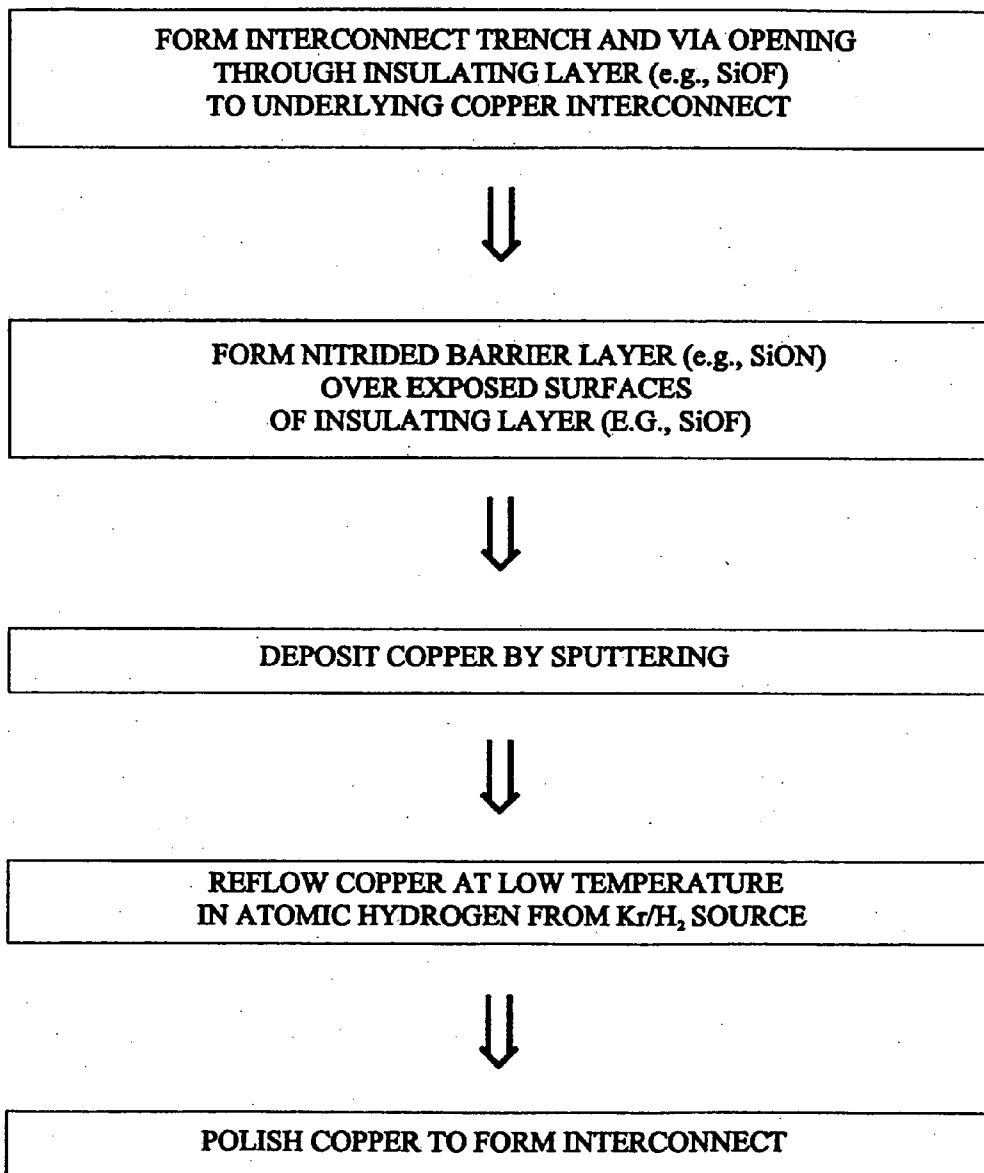 FORM INTERCONNECT TRENCH AND VIA OPENING
THROUGH INSULATING LAYER (e.g., SiOF)
TO UNDERLYING COPPER INTERCONNECT
FORM NITRIDED BARRIER LAYER (e.g., SiON)
OVER EXPOSED SURFACES
OF INSULATING LAYER (E.G., SiOF)
DEPOSIT COPPER BY SPUTTERING
REFLOW COPPER AT LOW TEMPERATURE
IN ATOMIC HYDROGEN FROM Kr/H₂ SOURCE
POLISH COPPER TO FORM INTERCONNECT